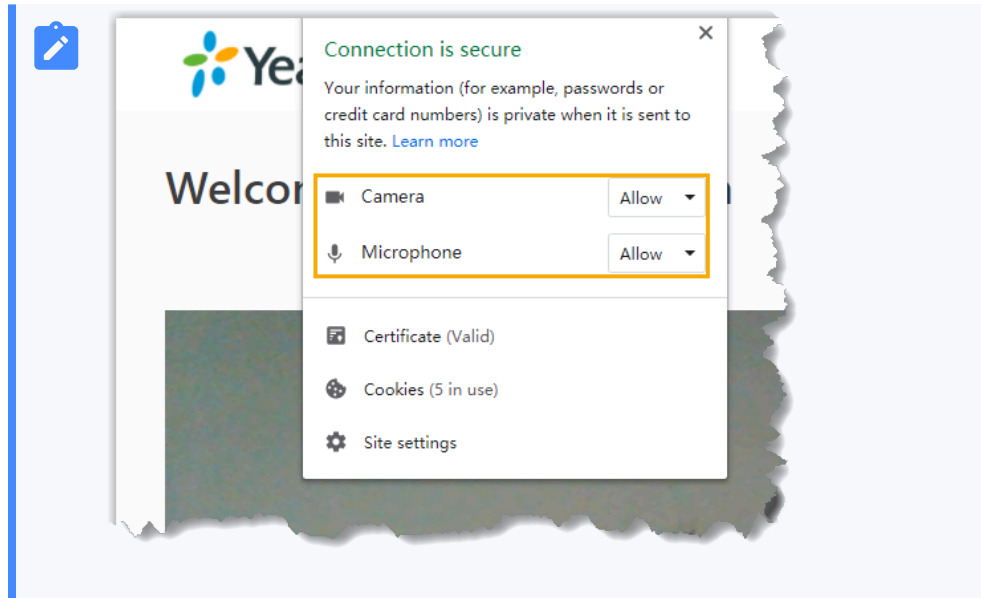 Yea
Connection is secure
Your information (for example, passwords or
credit card numbers) is private when it is sent to
this site. Learn more
Welcor
Camera
Allow
Microphone
Allow
Certificate (Valid)
Cookies (5 in use)
Site settings